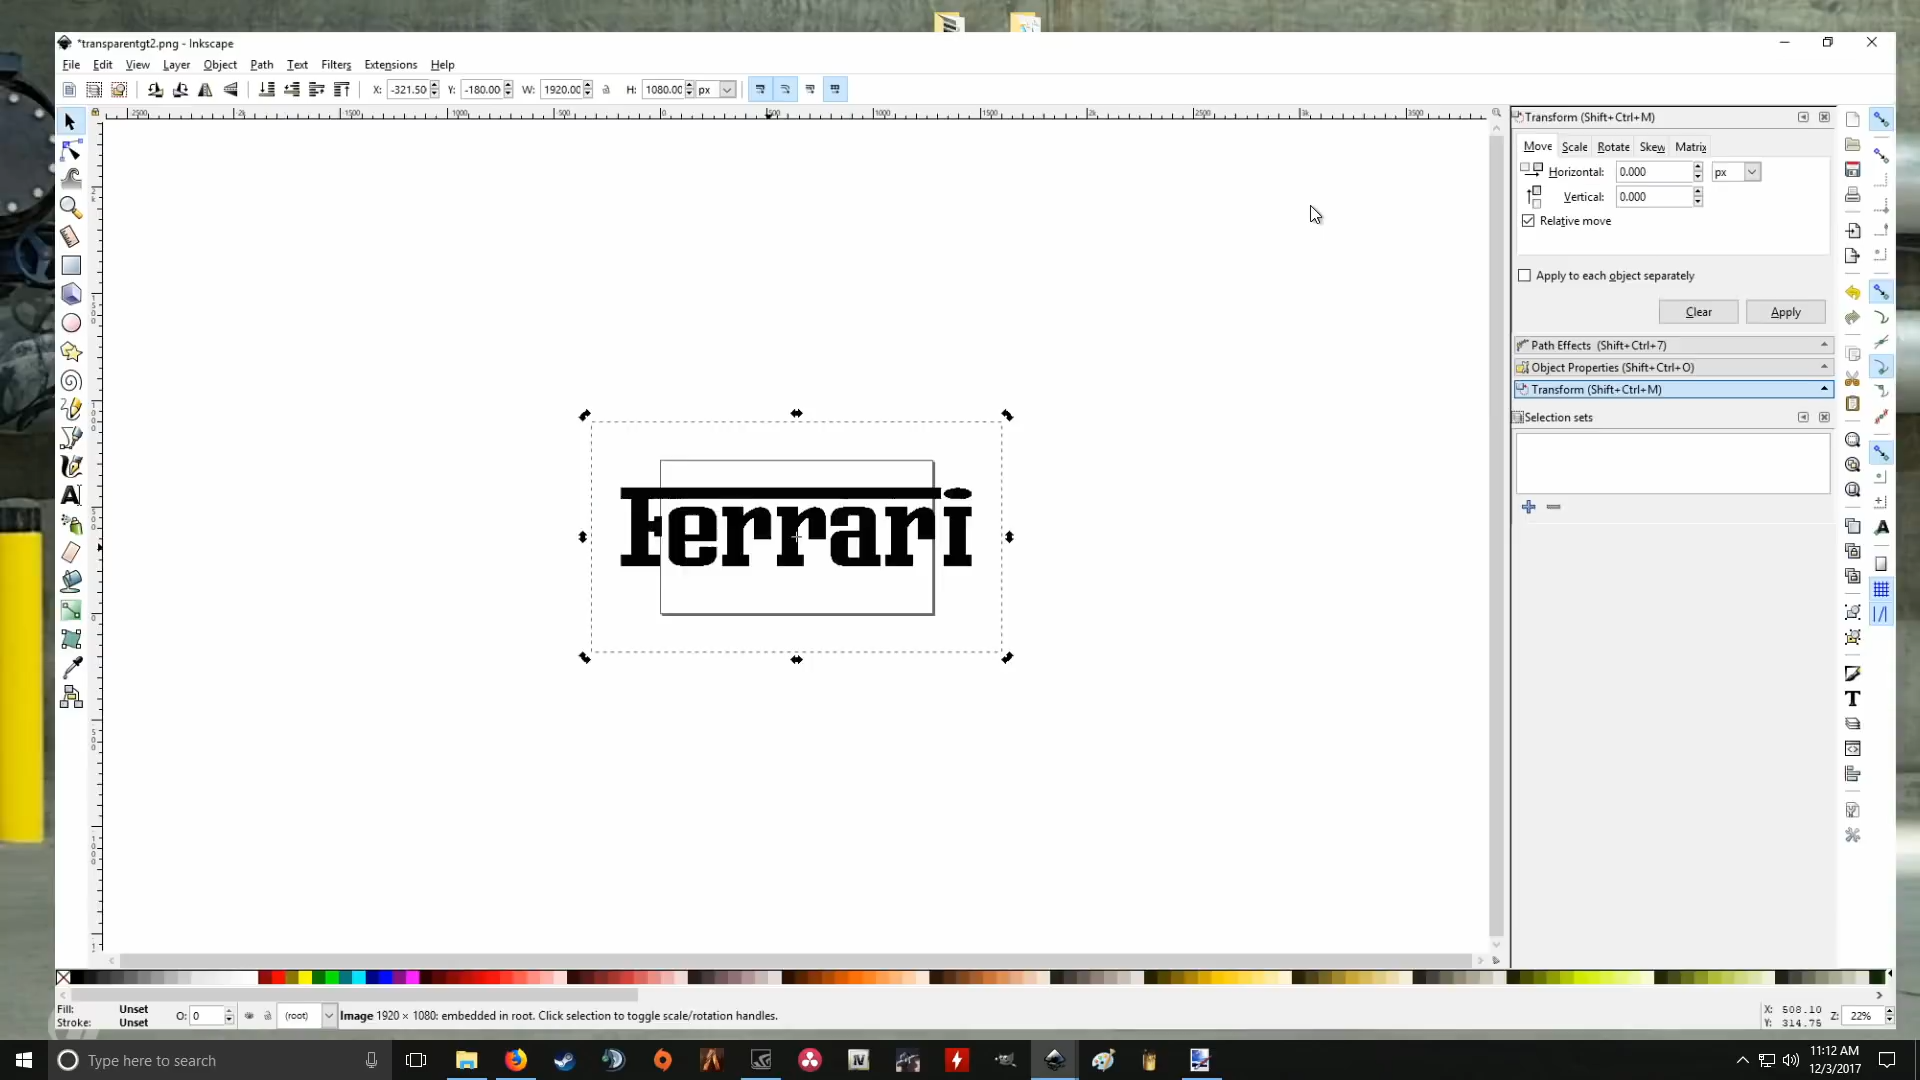 *transparentgt2.png - Inkscape
File Edit View Layer Object Path Text Filters Extensions Help
X: -321.50 Y: -180.00 W: 1920.00 H: 1080.00 px
Transform (Shift+Ctrl+M)
Move Scale Rotate Skew Matrix
Horizontal: 0.000 px
Vertical: 0.000
Relative move
Apply to each object separately
Clear Apply
Path Effects (Shift+Ctrl+7)
Object Properties (Shift+Ctrl+O)
Transform (Shift+Ctrl+M)
Selection sets
Ferrari
Fill: Unset
Stroke: Unset
O: 0
(root)
Image 1920 × 1080: embedded in root. Click selection to toggle scale/rotation handles.
X: 508.10
Y: 314.75
Z: 22%
Type here to search
IV
11:12 AM
12/3/2017